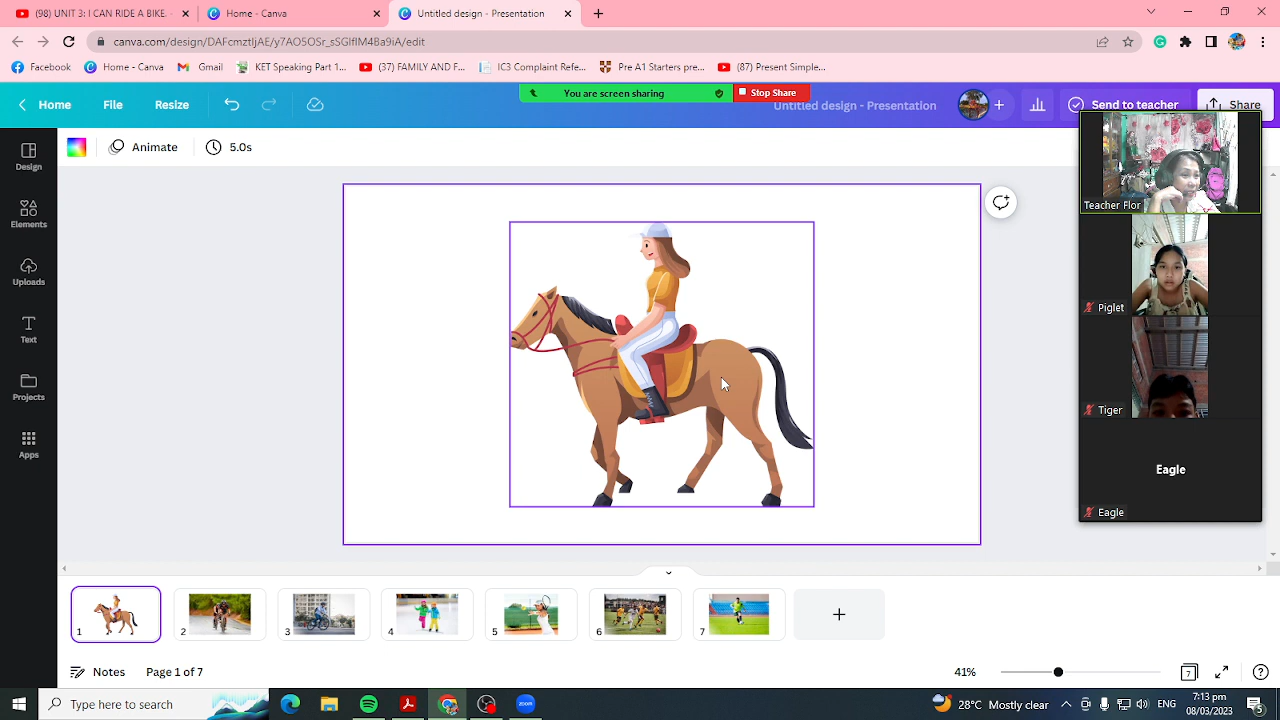 (98) UNIT 3: I CAN RIDE A BIKE. -
Home - Canva
Untitled design - Presentation
canva.com/design/DAFcmztljAE/y7AO5OSr_sSGlflM4Ba9iA/edit
Facebook
Home - Canva
Gmail
KET Speaking Part 1...
(37) FAMILY AND F...
IC3 Complaint Refe...
Pre A1 Starters pre...
(87) Present Simple...
Home
File
Resize
You are screen sharing
Stop Share
Untitled design - Presentation
Send to teacher
Share
Design
Elements
Uploads
Text
Projects
Apps
Animate
5.0s
Teacher Flor
Piglet
Tiger
Eagle
Eagle
1
2
3
4
5
6
7
Notes
Page 1 of 7
41%
7
Type here to search
zoom
28°C Mostly clear
7:13 pm
08/03/2023